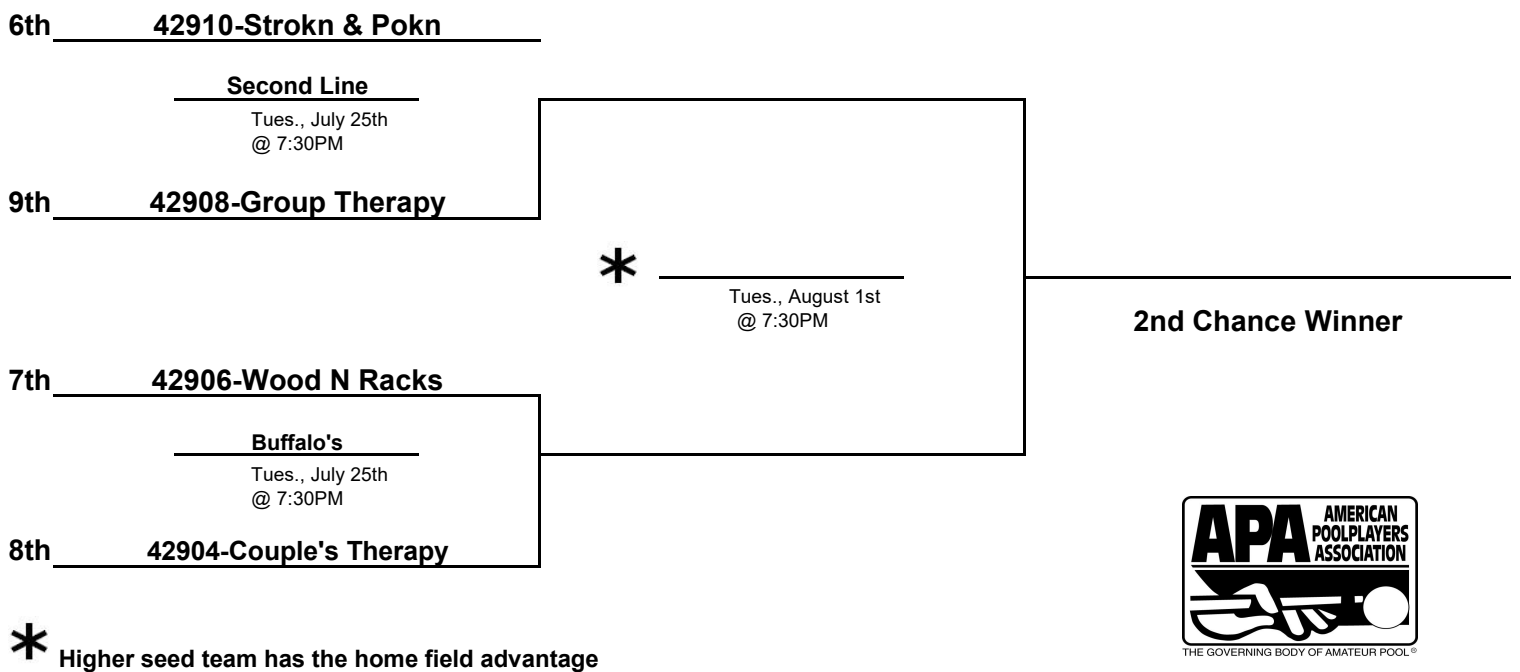 6th 42910-Strokn & Pokn
Second Line
Tues., July 25th
@ 7:30PM
9th 42908-Group Therapy
*
Tues., August 1st
@ 7:30PM
2nd Chance Winner
7th 42906-Wood N Racks
Buffalo's
Tues., July 25th
@ 7:30PM
8th 42904-Couple's Therapy
* Higher seed team has the home field advantage
APA AMERICAN
POOLPLAYERS
ASSOCIATION
THE GOVERNING BODY OF AMATEUR POOL®